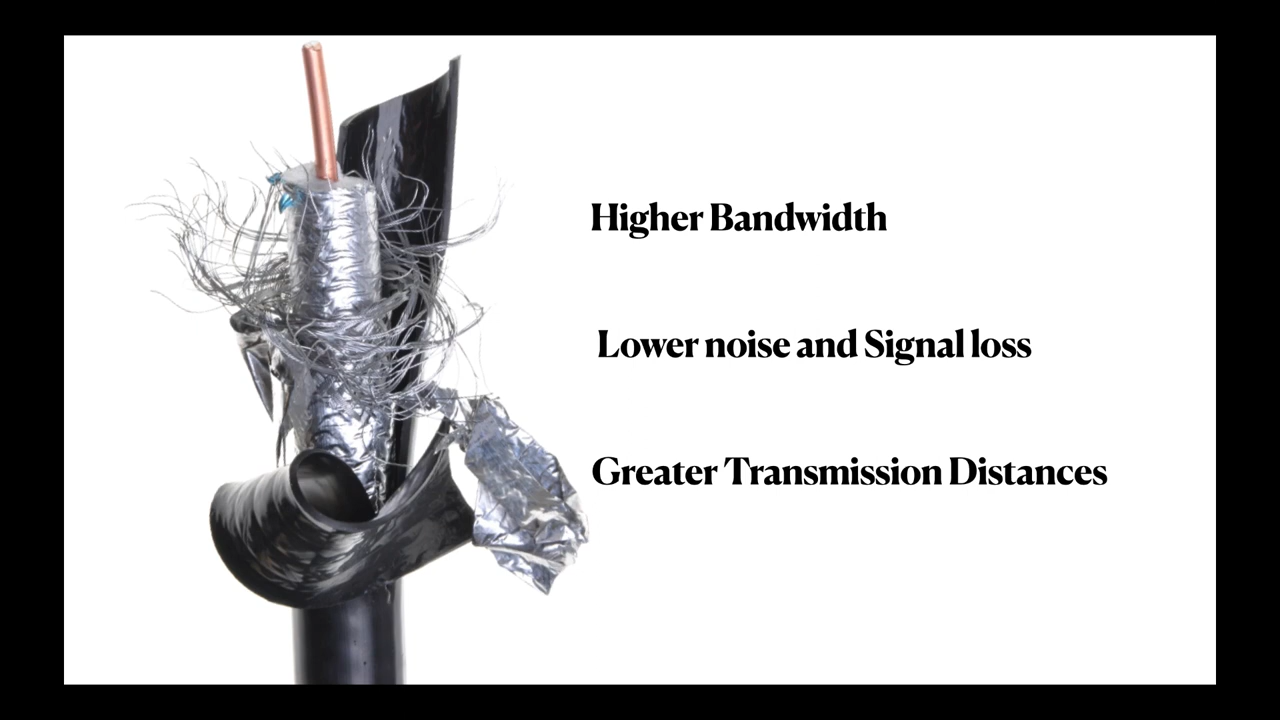 Higher Bandwidth
Lower noise and Signal loss
Greater Transmission Distances